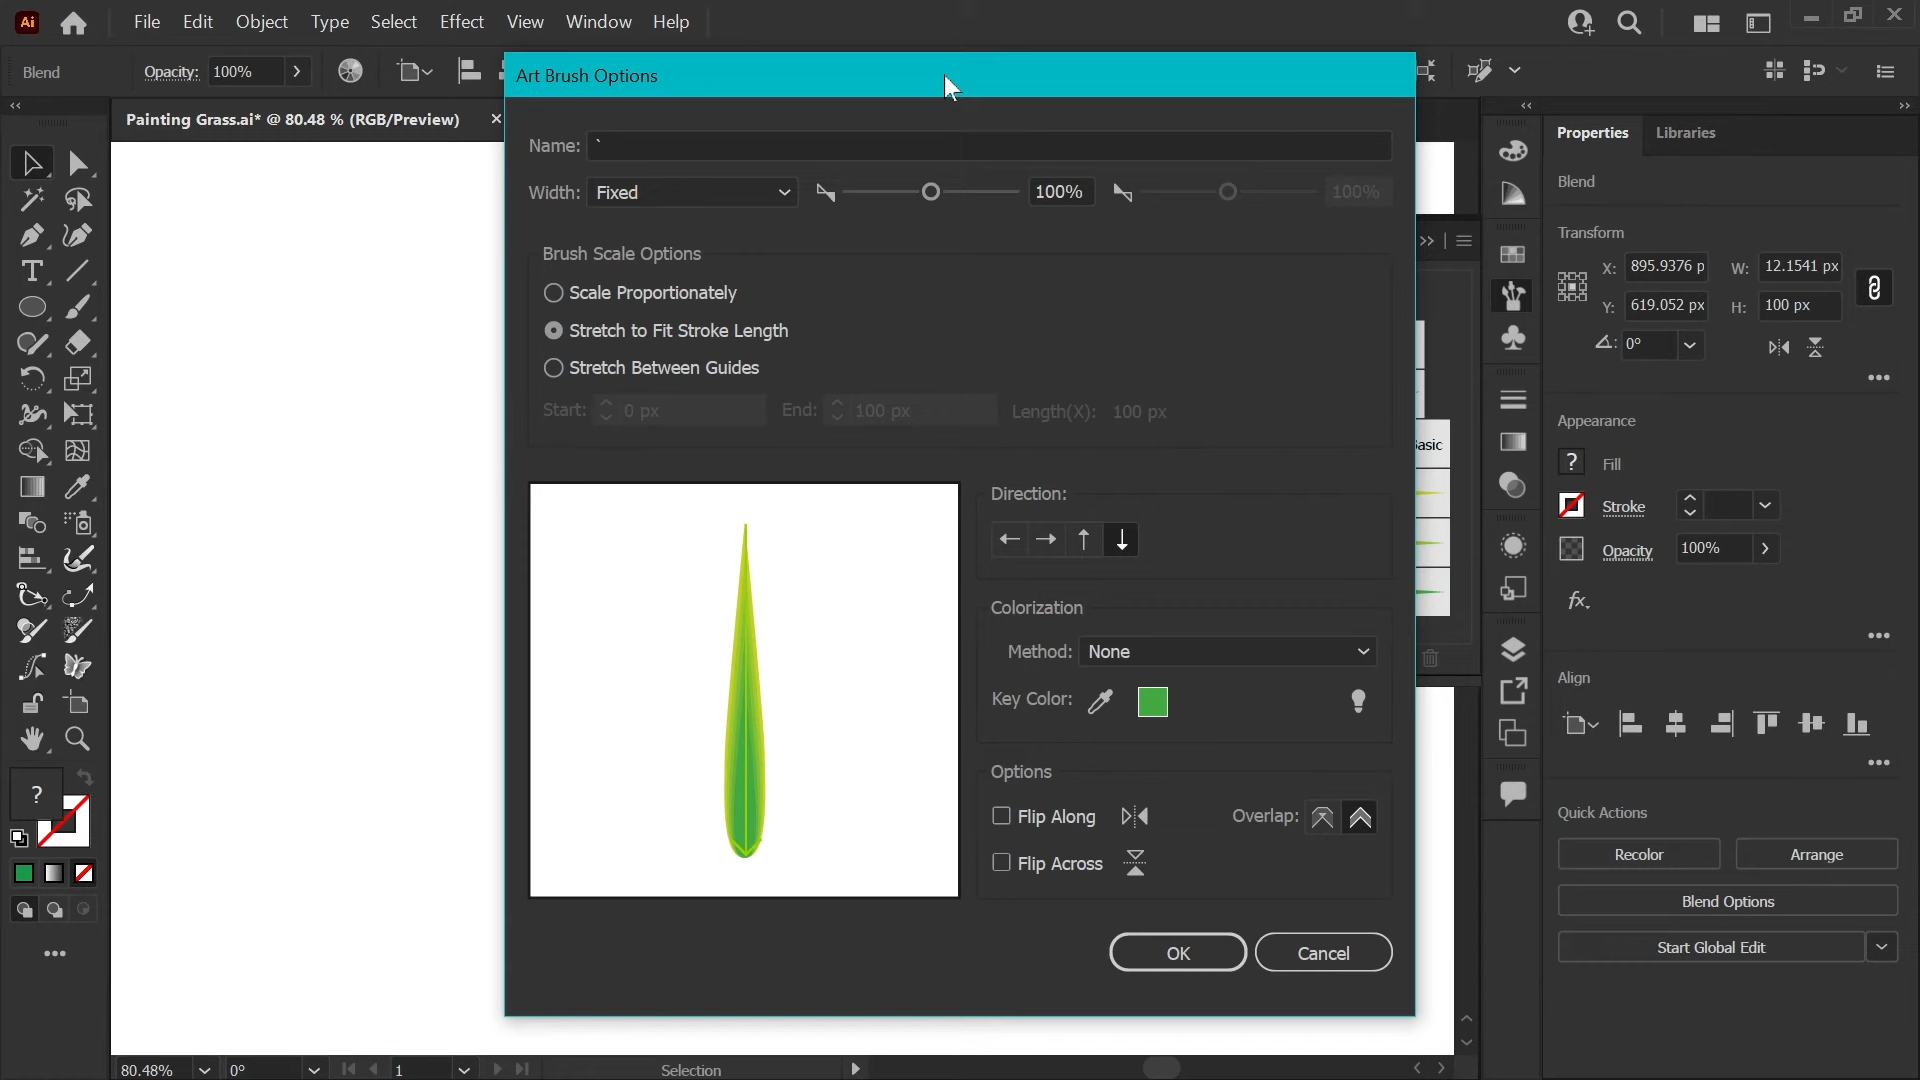 Ai File Edit Object Type Select Effect View Window Help
Blend Opacity: 100%
Art Brush Options
Painting Grass.ai* @ 80.48 % (RGB/Preview)
Name: `
Width: Fixed 100% 100%
Brush Scale Options
Scale Proportionately
Stretch to Fit Stroke Length
Stretch Between Guides
Start: 0 px End: 100 px Length(X): 100 px
Direction:
Colorization
Method: None
Key Color:
Options
Flip Along Overlap:
Flip Across
OK Cancel
asic
Properties Libraries
Blend
Transform
X: 895.9376 p W: 12.1541 px
Y: 619.052 px H: 100 px
0°
Appearance
? Fill
Stroke
Opacity 100%
fx
Align
Quick Actions
Recolor Arrange
Blend Options
Start Global Edit
?
80.48% 0° 1 Selection